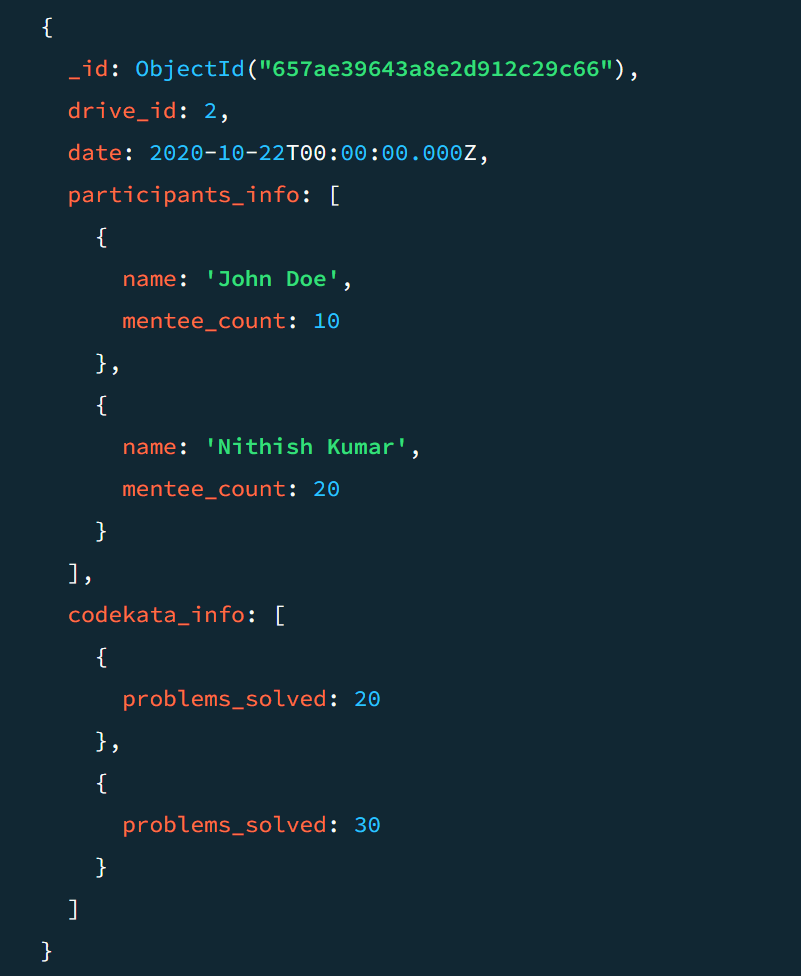 {
_id: ObjectId("657ae39643a8e2d912c29c66"),
drive_id: 2,
date: 2020-10-22T00:00:00.000Z,
participants_info: [
{
name: 'John Doe',
mentee_count: 10
},
{
name: 'Nithish Kumar',
mentee_count: 20
}
],
codekata_info: [
{
problems_solved: 20
},
{
problems_solved: 30
}
]
}